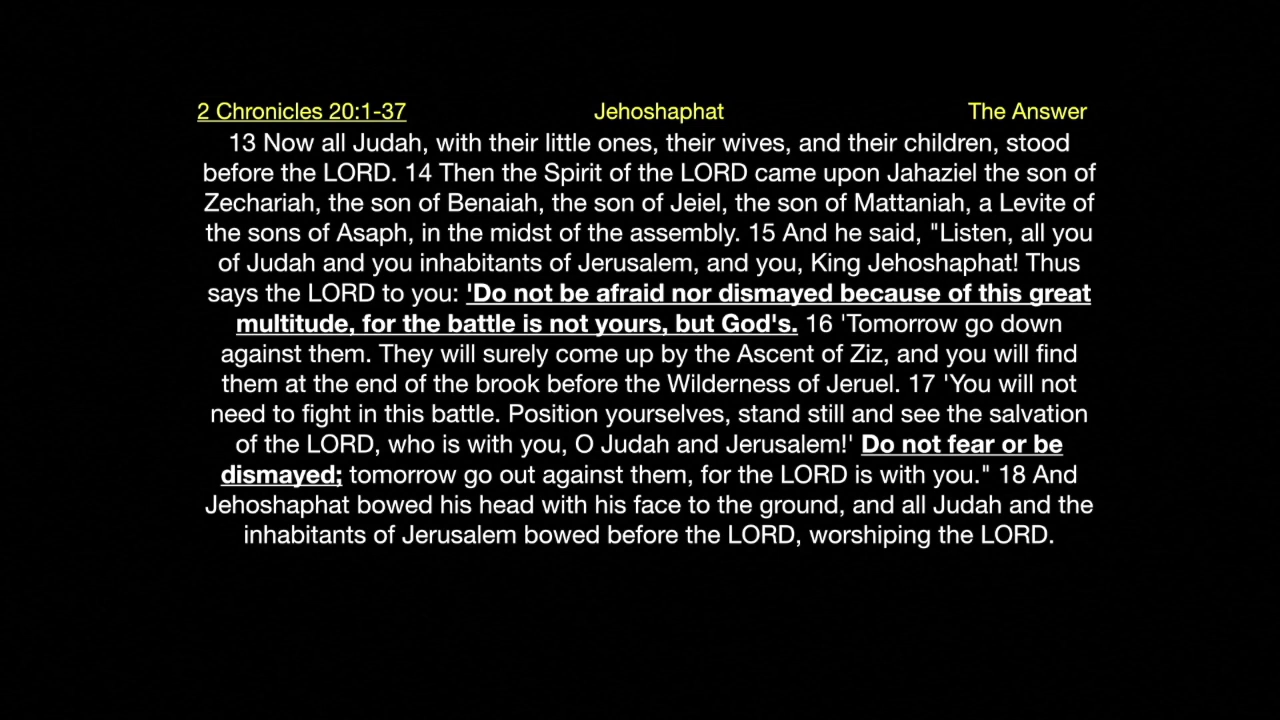 2 Chronicles 20:1-37 Jehoshaphat The Answer
13 Now all Judah, with their little ones, their wives, and their children, stood
before the LORD. 14 Then the Spirit of the LORD came upon Jahaziel the son of
Zechariah, the son of Benaiah, the son of Jeiel, the son of Mattaniah, a Levite of
the sons of Asaph, in the midst of the assembly. 15 And he said, "Listen, all you
of Judah and you inhabitants of Jerusalem, and you, King Jehoshaphat! Thus
says the LORD to you: 'Do not be afraid nor dismayed because of this great
multitude, for the battle is not yours, but God's. 16 'Tomorrow go down
against them. They will surely come up by the Ascent of Ziz, and you will find
them at the end of the brook before the Wilderness of Jeruel. 17 'You will not
need to fight in this battle. Position yourselves, stand still and see the salvation
of the LORD, who is with you, O Judah and Jerusalem!' Do not fear or be
dismayed; tomorrow go out against them, for the LORD is with you." 18 And
Jehoshaphat bowed his head with his face to the ground, and all Judah and the
inhabitants of Jerusalem bowed before the LORD, worshiping the LORD.